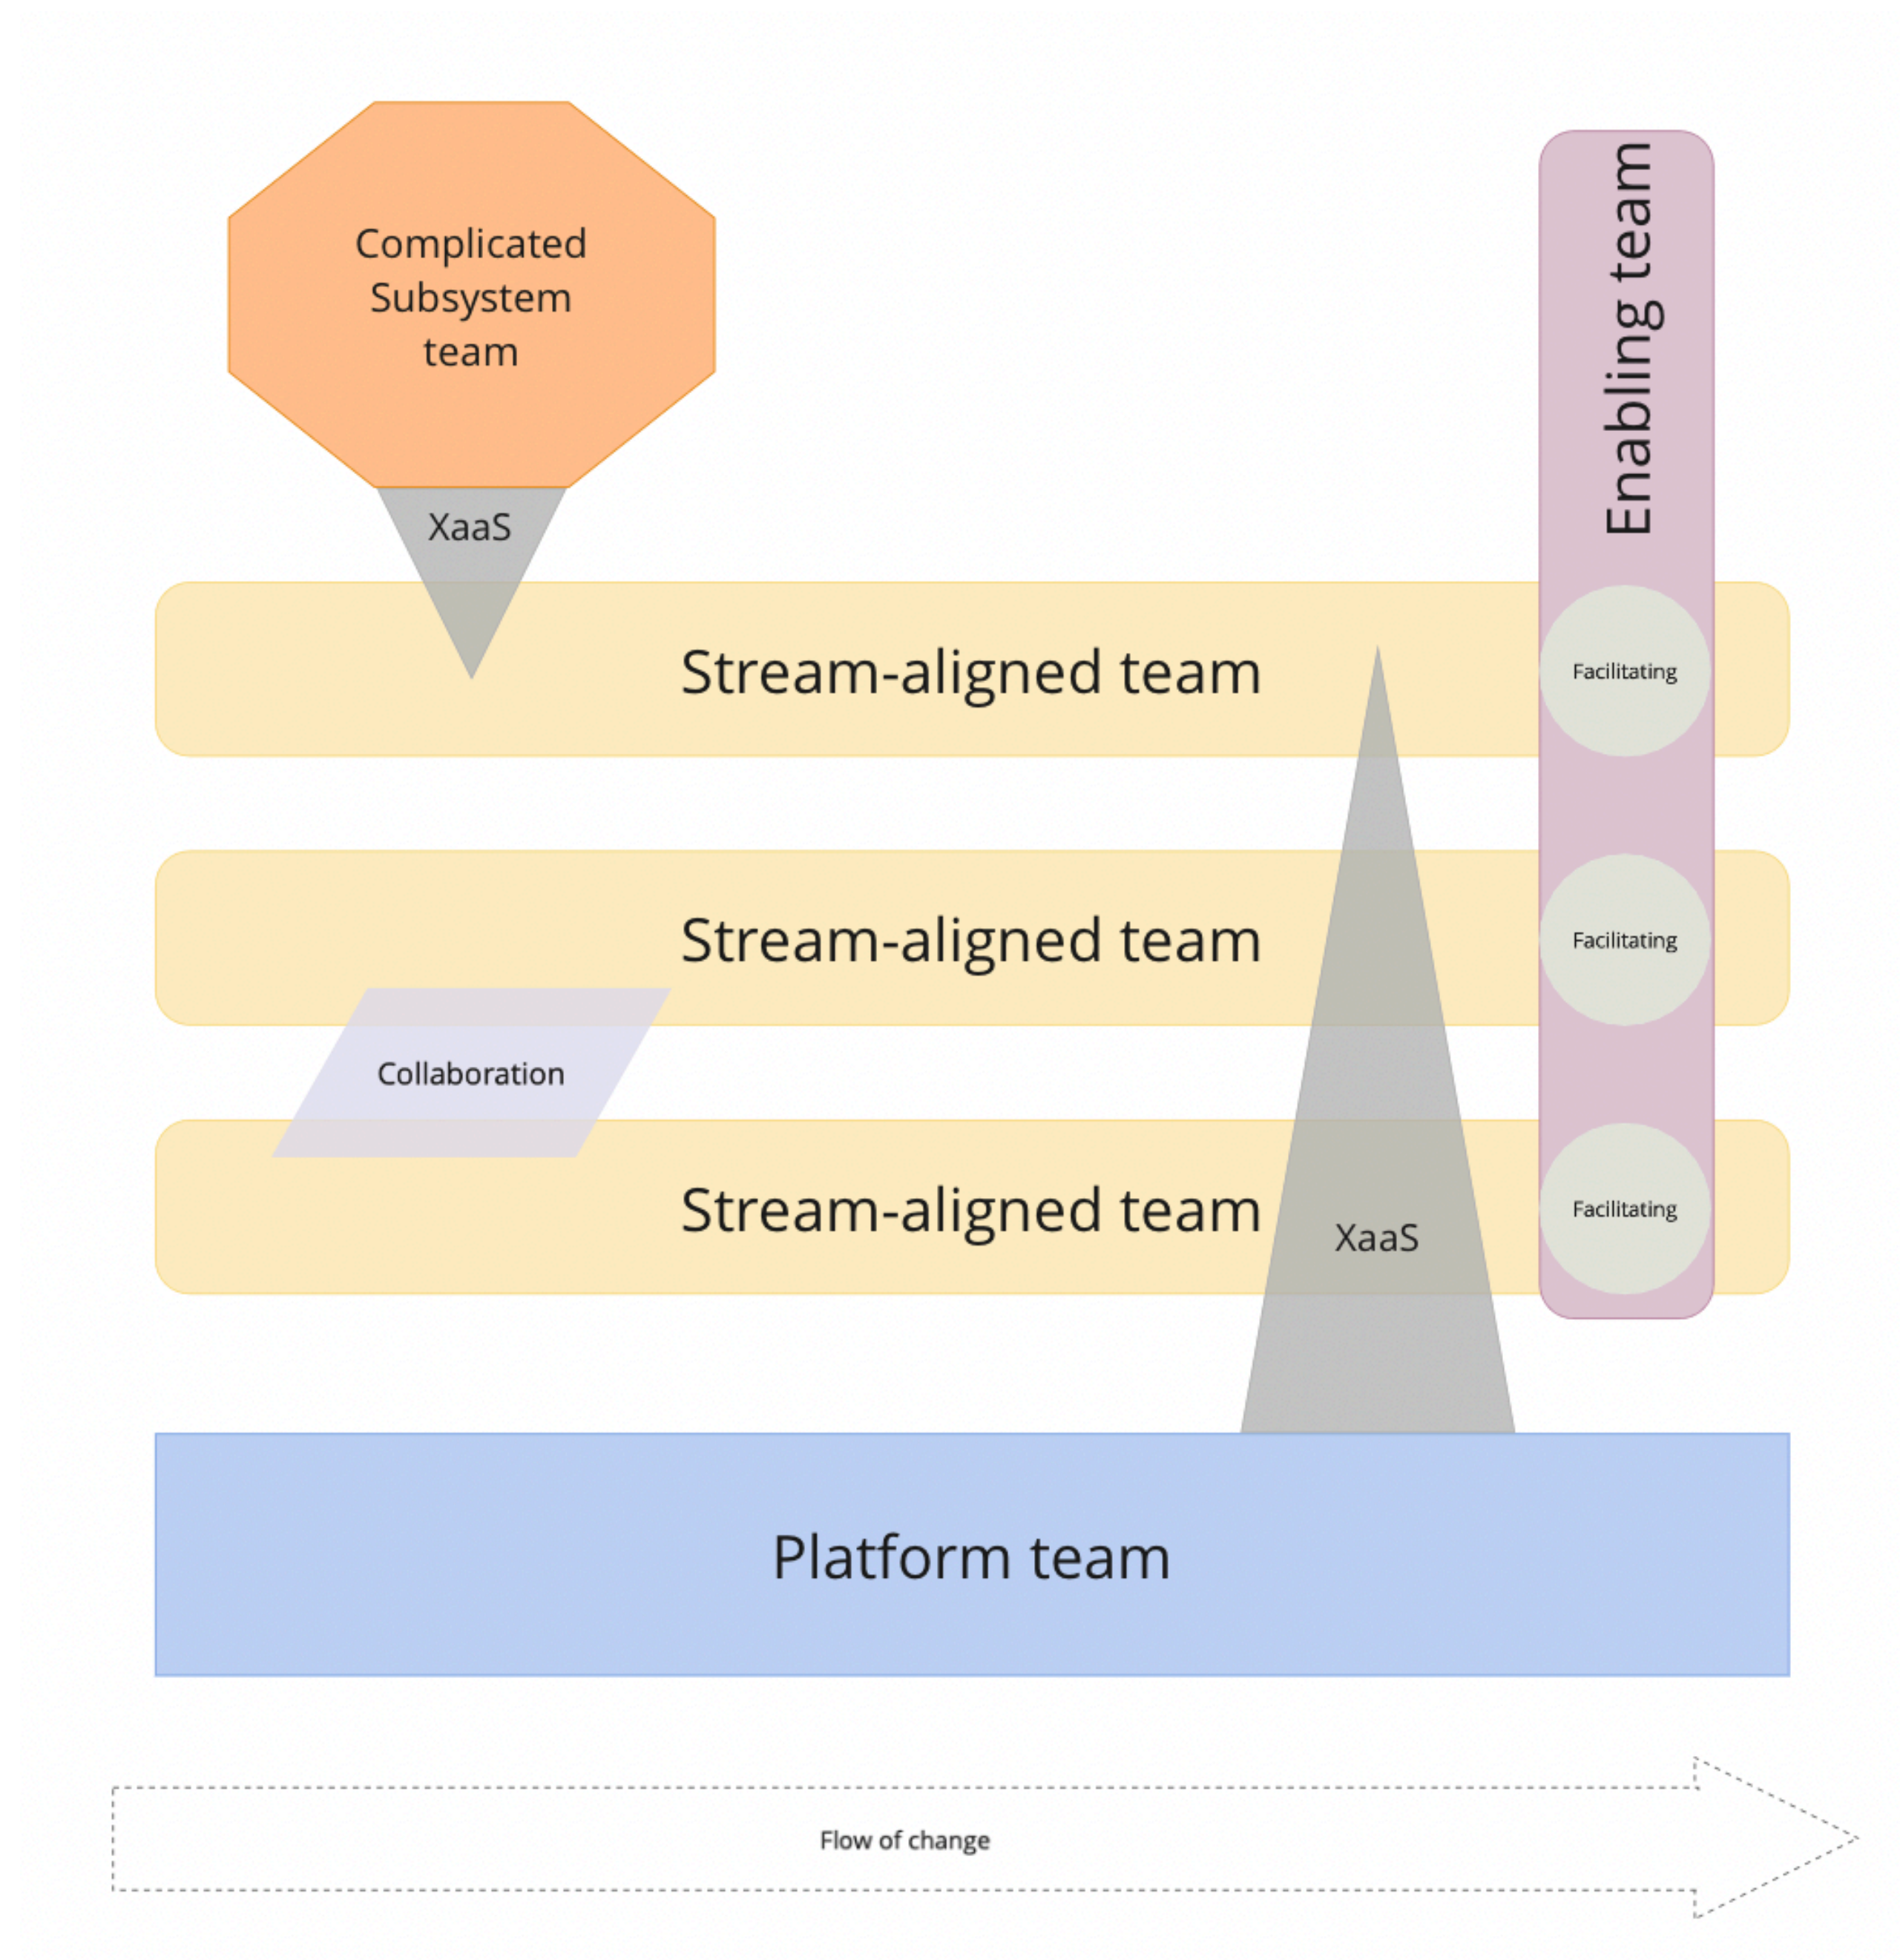 Complicated
Subsystem
team
Enabling team
XaaS
Stream-aligned team
Facilitating
Stream-aligned team
Facilitating
Collaboration
Stream-aligned team
Facilitating
XaaS
Platform team
Flow of change